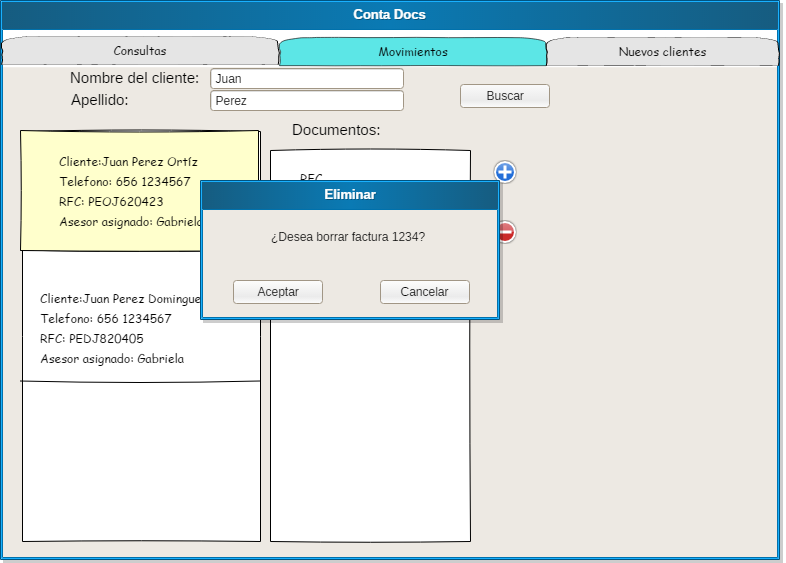 Conta Docs
Consultas
Movimientos
Nuevos clientes
Nombre del cliente: Juan
Apellido: Perez
Buscar
Documentos:
Cliente:Juan Perez Ortíz
Telefono: 656 1234567
RFC: PEOJ620423
Asesor asignado: Gabriela
RFC
Eliminar
¿Desea borrar factura 1234?
Aceptar
Cancelar
Cliente:Juan Perez Domingue
Telefono: 656 1234567
RFC: PEDJ820405
Asesor asignado: Gabriela